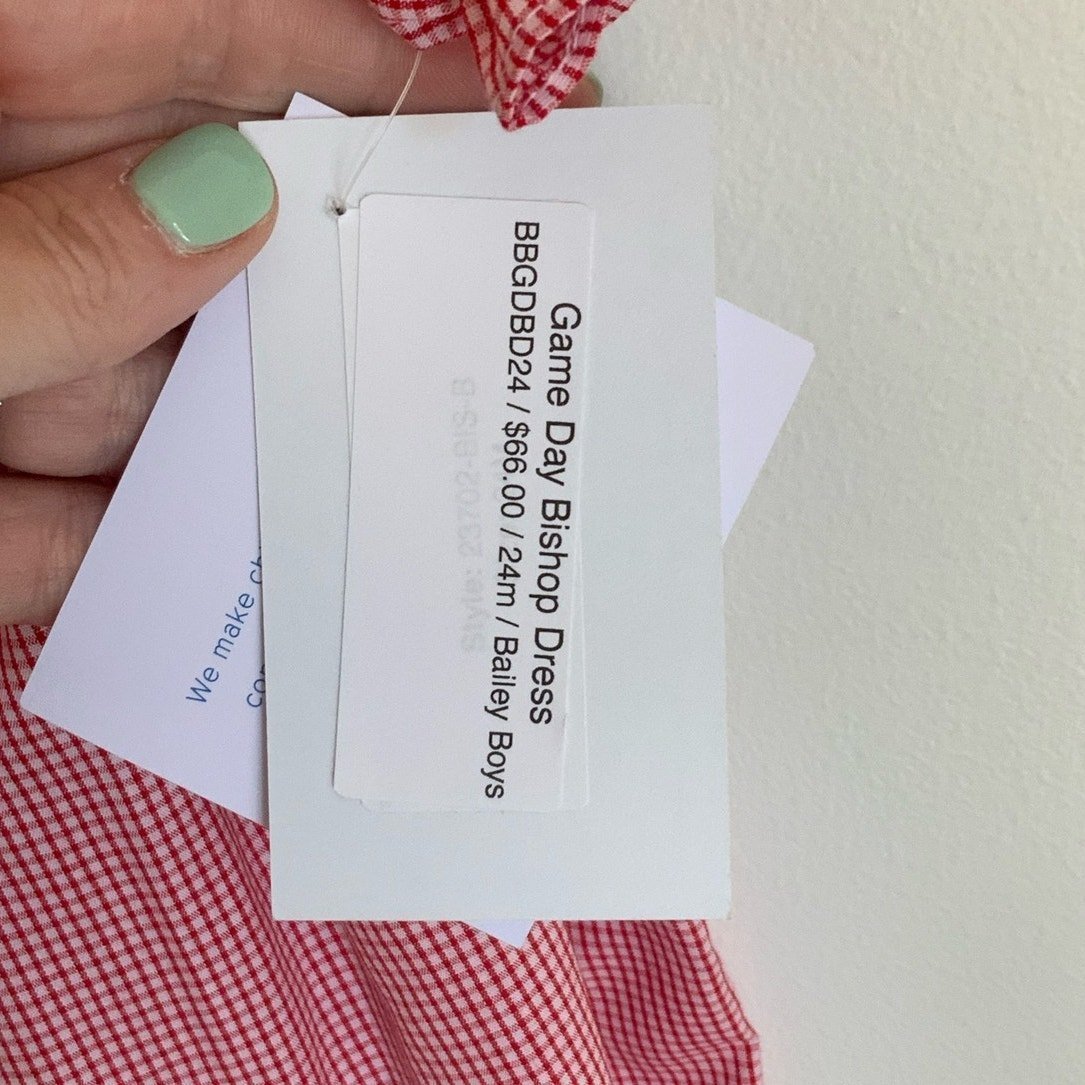 Game Day Bishop Dress
BBGDBD24 / $66.00 / 24m / Bailey Boys
We make